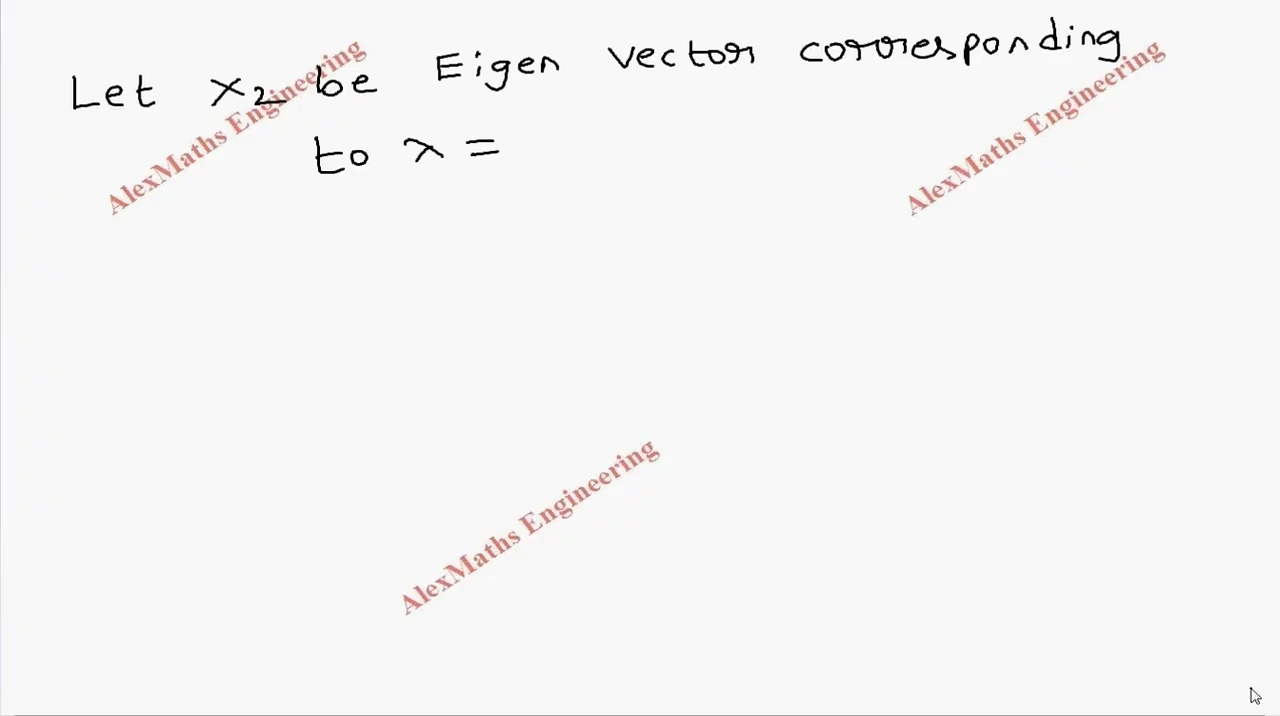 Let x2 be Eigen vector corresponding
to λ =
AlexMaths Engineering
AlexMaths Engineering
AlexMaths Engineering